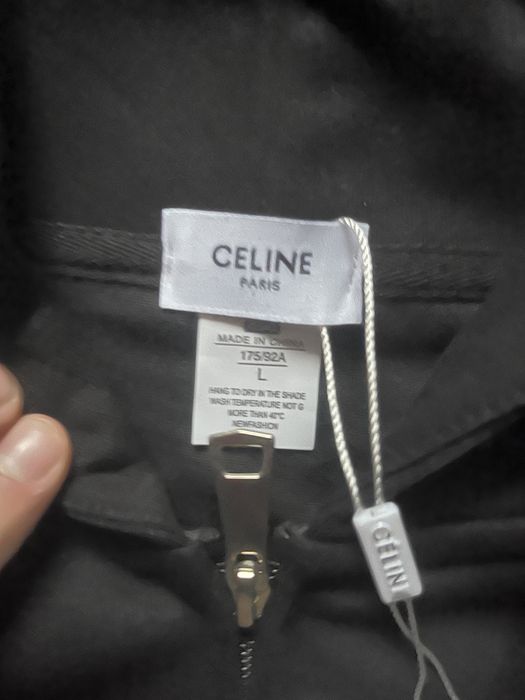 CELINE
PARIS
MADE IN CHINA
175/92A
L
HANG TO DRY IN THE SHADE
WASH TEMPERATURE NOT G
MORE THAN 40°C
NEWFASHION
CELIN